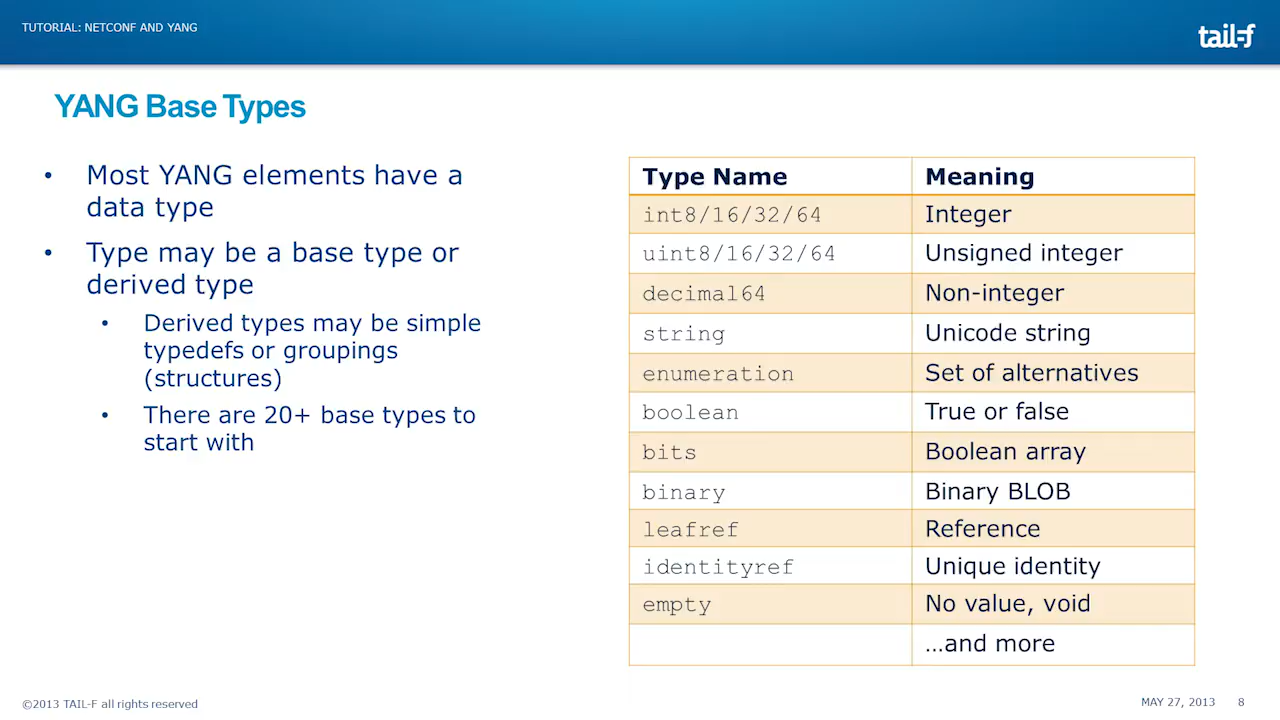 TUTORIAL: NETCONF AND YANG
tail-f
YANG Base Types
• Most YANG elements have a
data type
• Type may be a base type or
derived type
• Derived types may be simple
typedefs or groupings
(structures)
• There are 20+ base types to
start with
Type Name Meaning
int8/16/32/64 Integer
uint8/16/32/64 Unsigned integer
decimal64 Non-integer
string Unicode string
enumeration Set of alternatives
boolean True or false
bits Boolean array
binary Binary BLOB
leafref Reference
identityref Unique identity
empty No value, void
…and more
©2013 TAIL-F all rights reserved
MAY 27, 2013 8